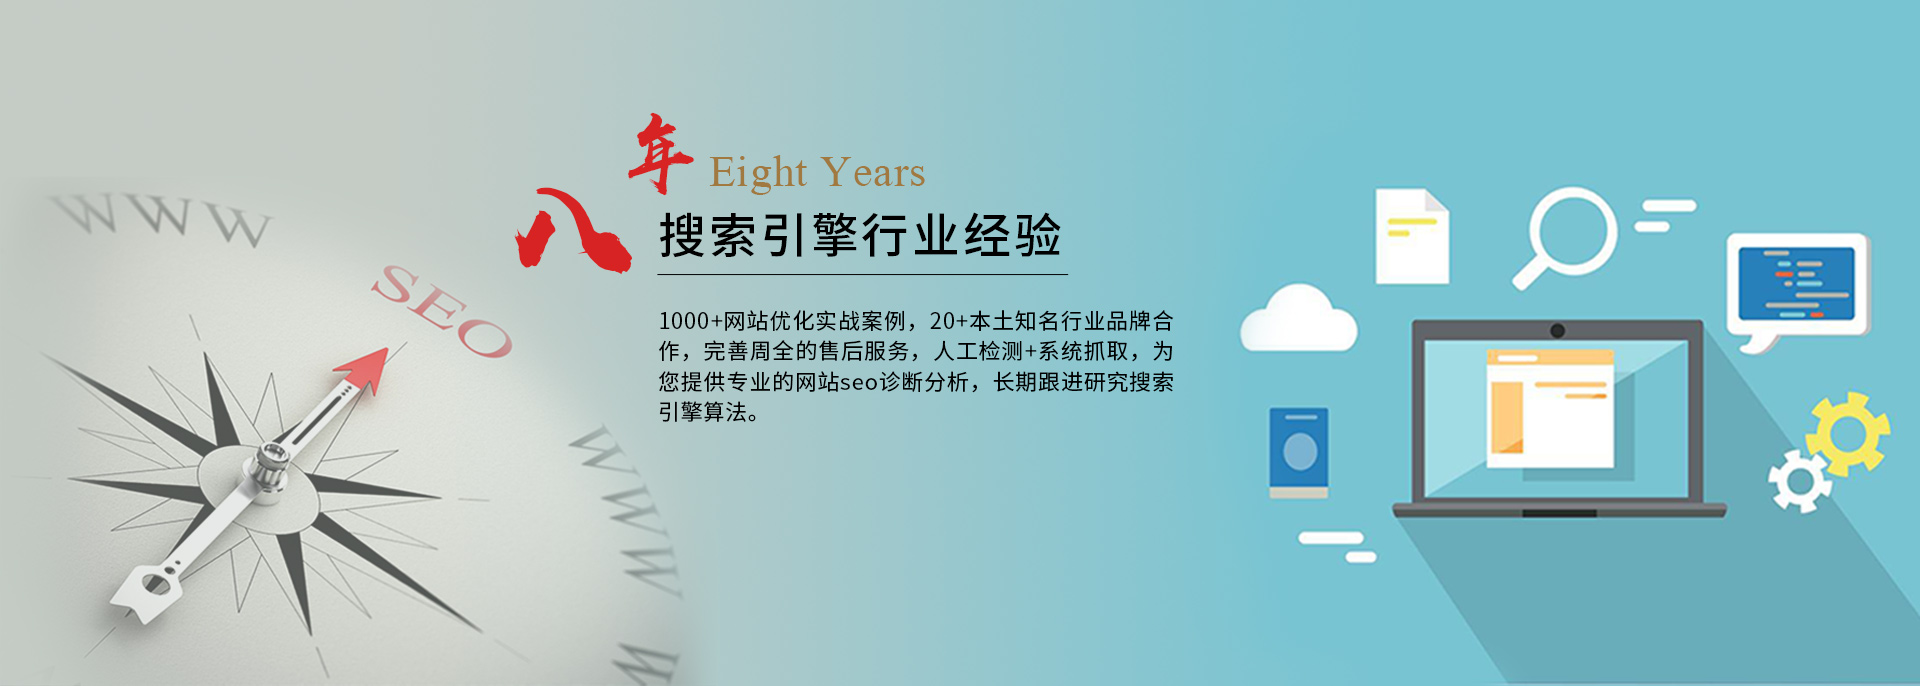 八年 Eight Years
搜索引擎行业经验
1000+网站优化实战案例，20+本土知名行业品牌合
作，完善周全的售后服务，人工检测+系统抓取，为
您提供专业的网站seo诊断分析，长期跟进研究搜索
引擎算法。
WWW
SEO
WWW
W